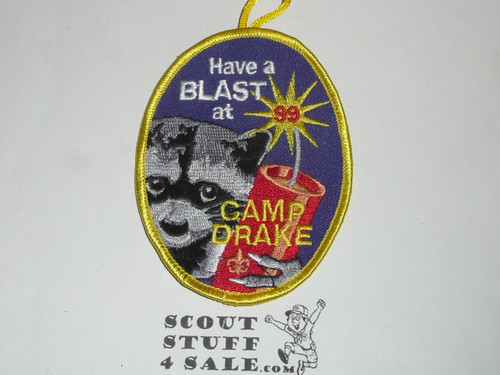 Have a
BLAST
at
99
CAMP
DRAKE
SCOUT
STUFF
4 SALE.com